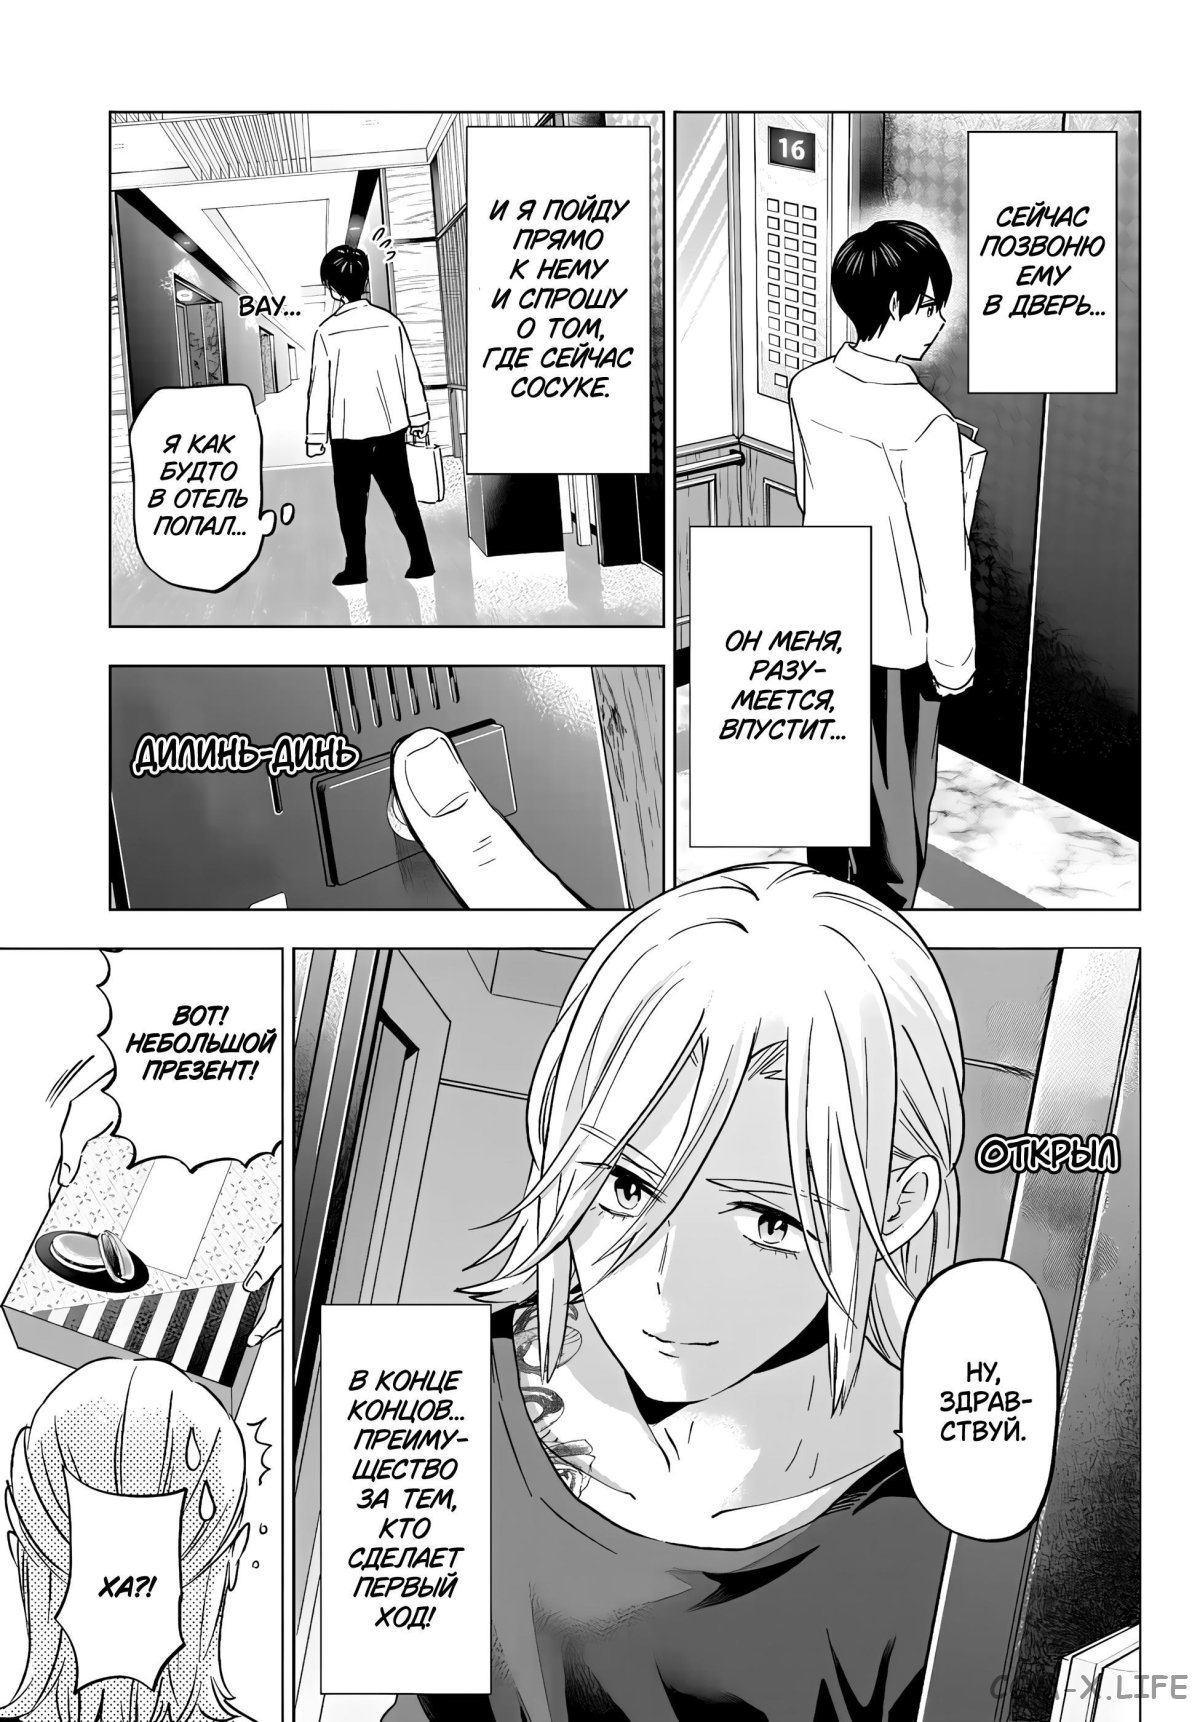 16
СЕЙЧАС
ПОЗВОНЮ
ЕМУ
В ДВЕРЬ...
ОН МЕНЯ,
РАЗУ-
МЕЕТСЯ,
ВПУСТИТ...
И Я ПОЙДУ
ПРЯМО
К НЕМУ
И СПРОШУ
О ТОМ,
ГДЕ СЕЙЧАС
СОСУКЕ.
ВАУ...
Я КАК
БУДТО
В ОТЕЛЬ
ПОПАЛ...
ДИЛИНЬ-ДИНЬ
ОТКРЫЛ
НУ,
ЗДРАВ-
СТВУЙ.
В КОНЦЕ
КОНЦОВ...
ПРЕИМУ-
ЩЕСТВО
ЗА ТЕМ,
КТО
СДЕЛАЕТ
ПЕРВЫЙ
ХОД!
ВОТ!
НЕБОЛЬШОЙ
ПРЕЗЕНТ!
ХА?!